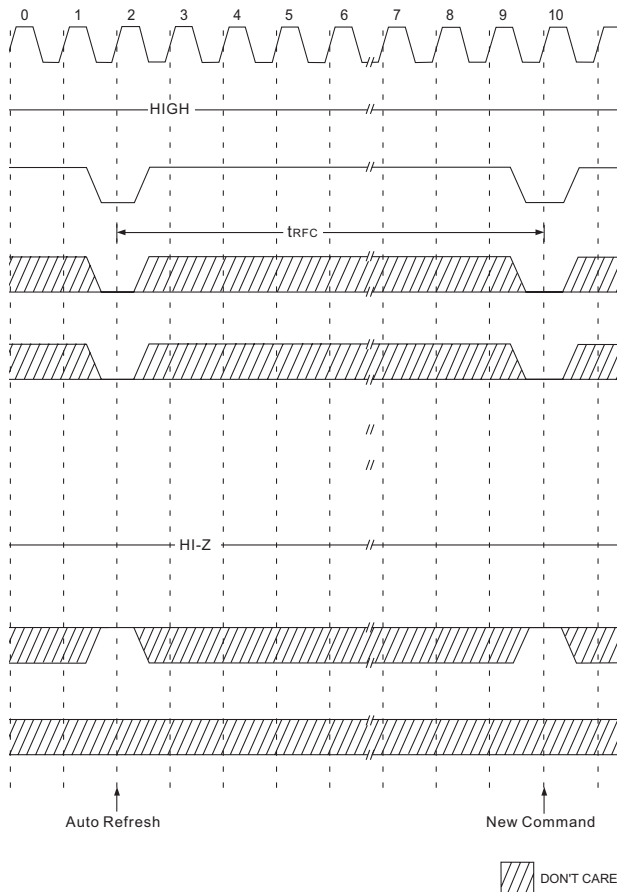 0 1 2 3 4 5 6 7 8 9 10
HIGH
tRFC
HI-Z
Auto Refresh New Command
DON'T CARE